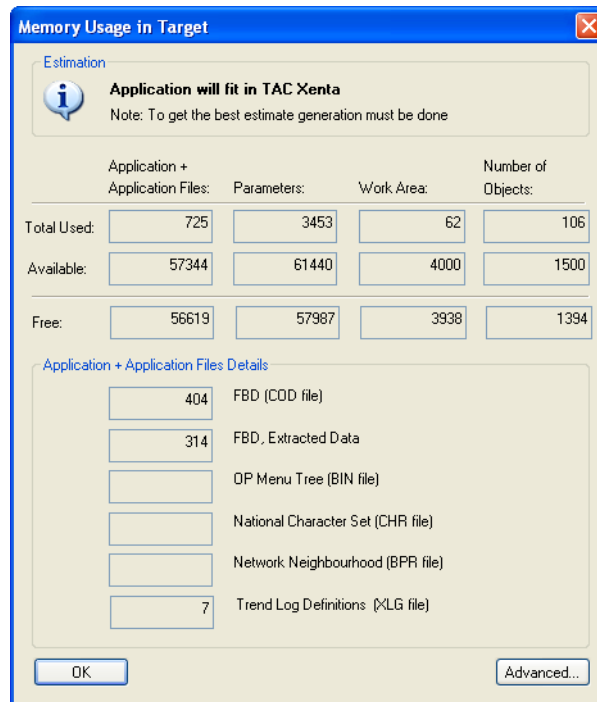 Memory Usage in Target
Estimation
Application will fit in TAC Xenta
Note: To get the best estimate generation must be done
Application + Application Files: Parameters: Work Area: Number of Objects:
Total Used: 725 3453 62 106
Available: 57344 61440 4000 1500
Free: 56619 57987 3938 1394
Application + Application Files Details
404 FBD (COD file)
314 FBD, Extracted Data
OP Menu Tree (BIN file)
National Character Set (CHR file)
Network Neighbourhood (BPR file)
7 Trend Log Definitions (XLG file)
OK Advanced...